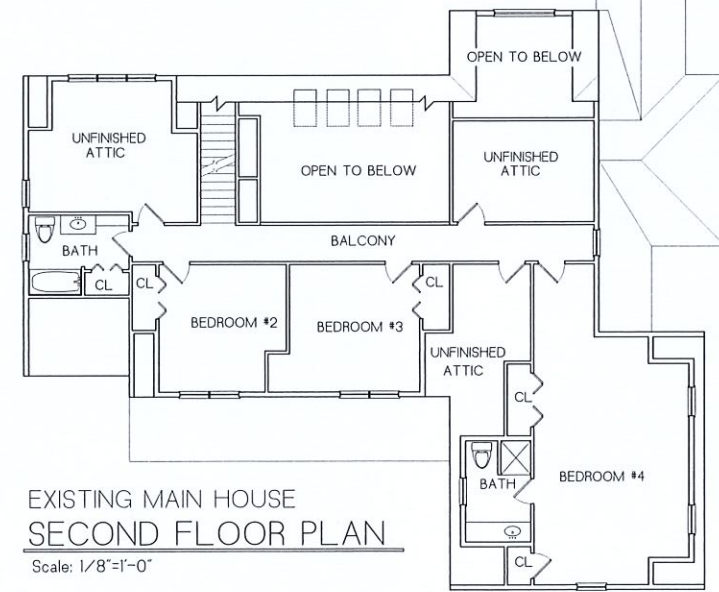 OPEN TO BELOW
UNFINISHED
ATTIC
OPEN TO BELOW
UNFINISHED
ATTIC
BATH
BALCONY
CL
CL
CL
BEDROOM #2
BEDROOM #3
UNFINISHED
ATTIC
CL
BATH
BEDROOM #4
CL
EXISTING MAIN HOUSE
SECOND FLOOR PLAN
Scale: 1/8"=1'-0"